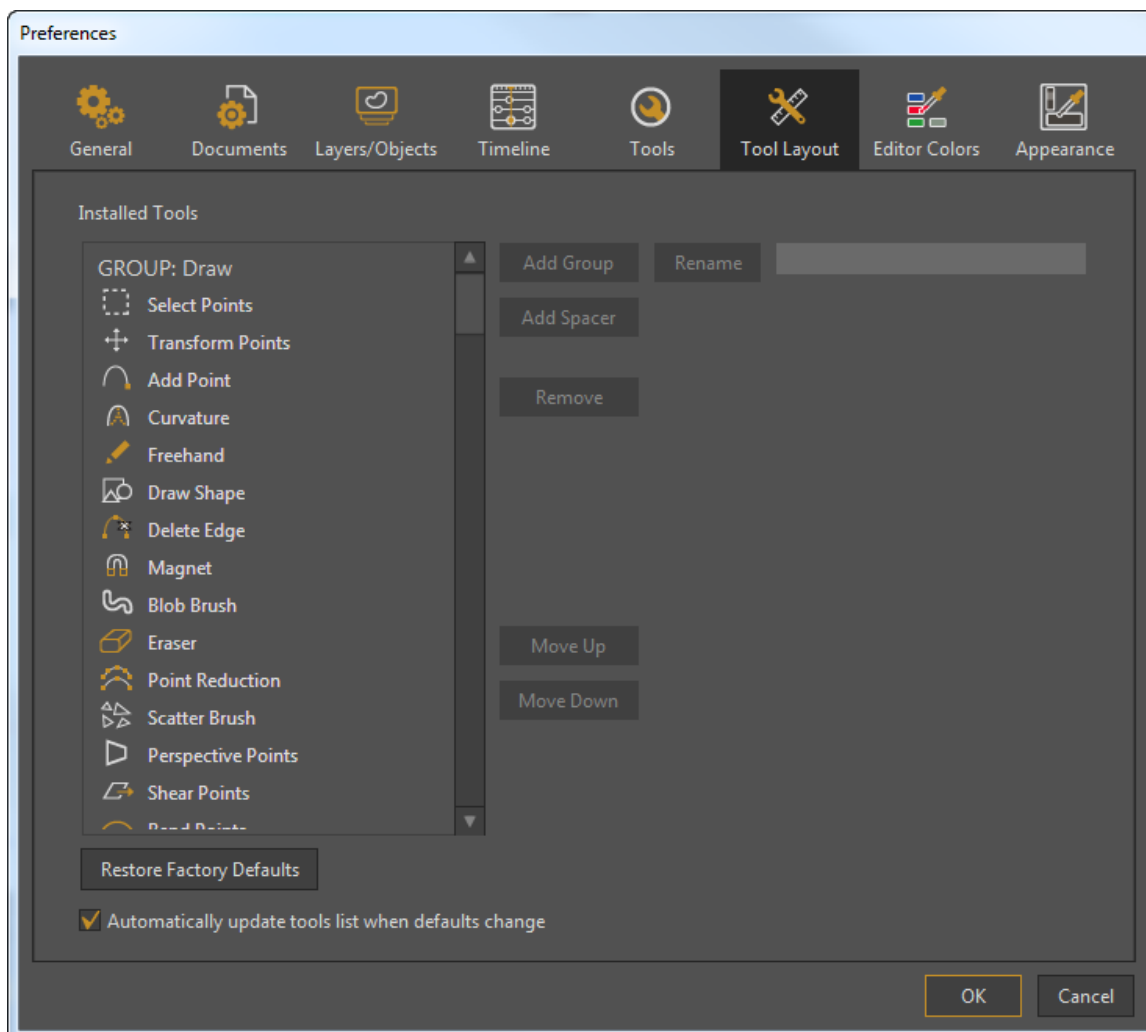 Preferences
General
Documents
Layers/Objects
Timeline
Tools
Tool Layout
Editor Colors
Appearance
Installed Tools
GROUP: Draw
Select Points
Transform Points
Add Point
Curvature
Freehand
Draw Shape
Delete Edge
Magnet
Blob Brush
Eraser
Point Reduction
Scatter Brush
Perspective Points
Shear Points
Bend Points
Add Group
Rename
Add Spacer
Remove
Move Up
Move Down
Restore Factory Defaults
Automatically update tools list when defaults change
OK
Cancel